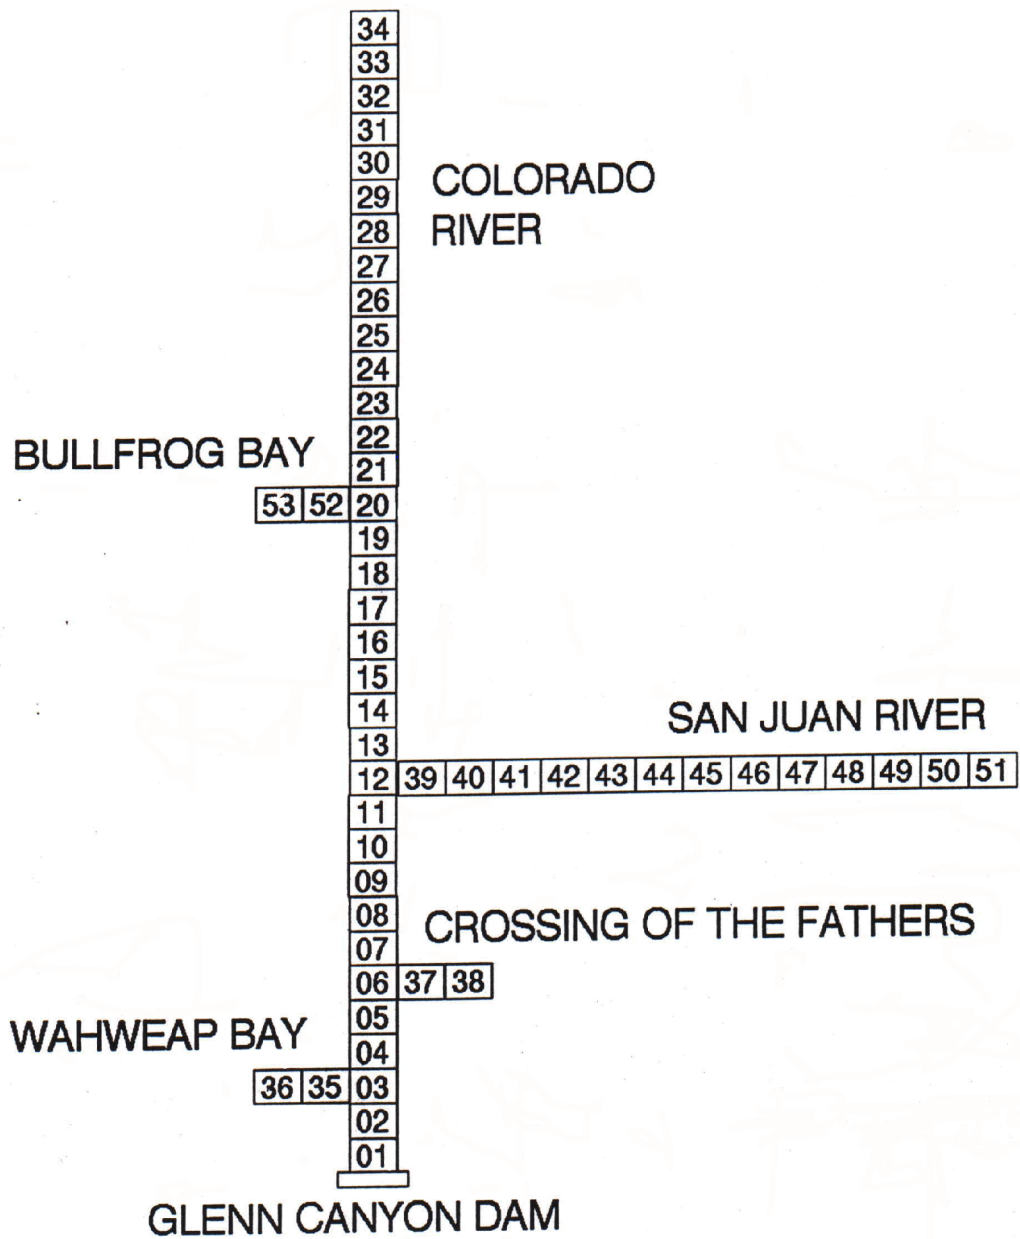 34
33
32
31
30
COLORADO
29
RIVER
28
27
26
25
24
23
22
BULLFROG BAY
21
53 52 20
19
18
17
16
15
14
SAN JUAN RIVER
13
12 39 40 41 42 43 44 45 46 47 48 49 50 51
11
10
09
08
CROSSING OF THE FATHERS
07
06 37 38
05
WAHWEAP BAY
04
36 35 03
02
01
GLENN CANYON DAM